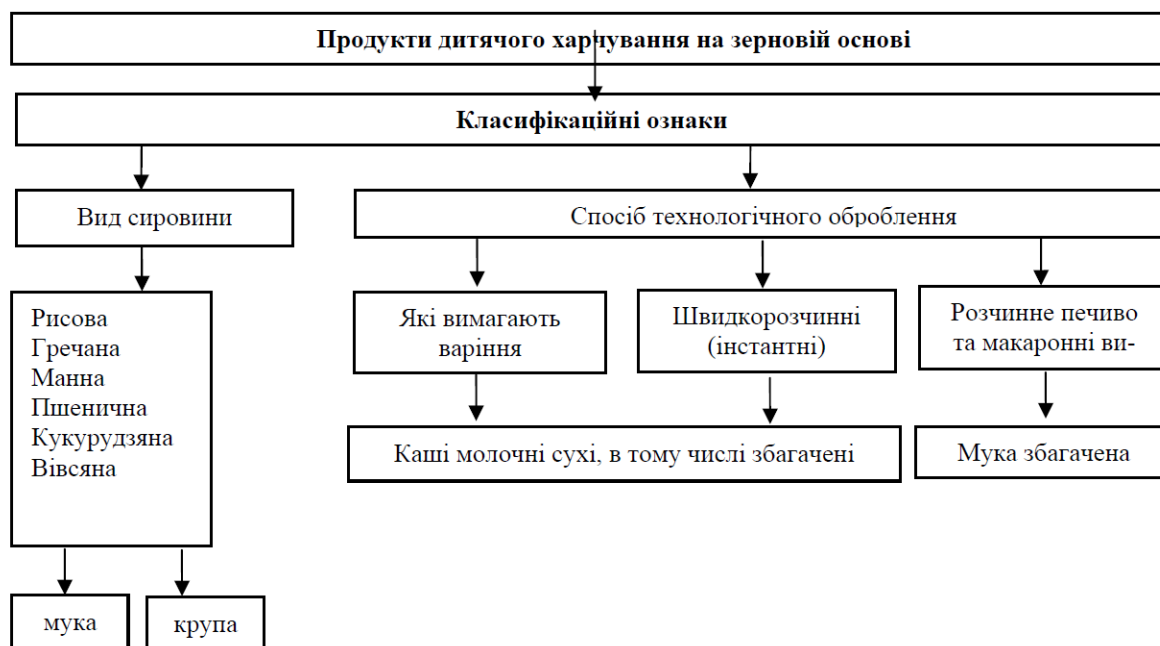 Продукти дитячого харчування на зерновій основі
Класифікаційні ознаки
Вид сировини
Спосіб технологічного оброблення
Рисова
Гречана
Манна
Пшенична
Кукурудзяна
Вівсяна
Які вимагають
варіння
Швидкорозчинні
(інстантні)
Розчинне печиво
та макаронні ви-
Каші молочні сухі, в тому числі збагачені
Мука збагачена
мука
крупа